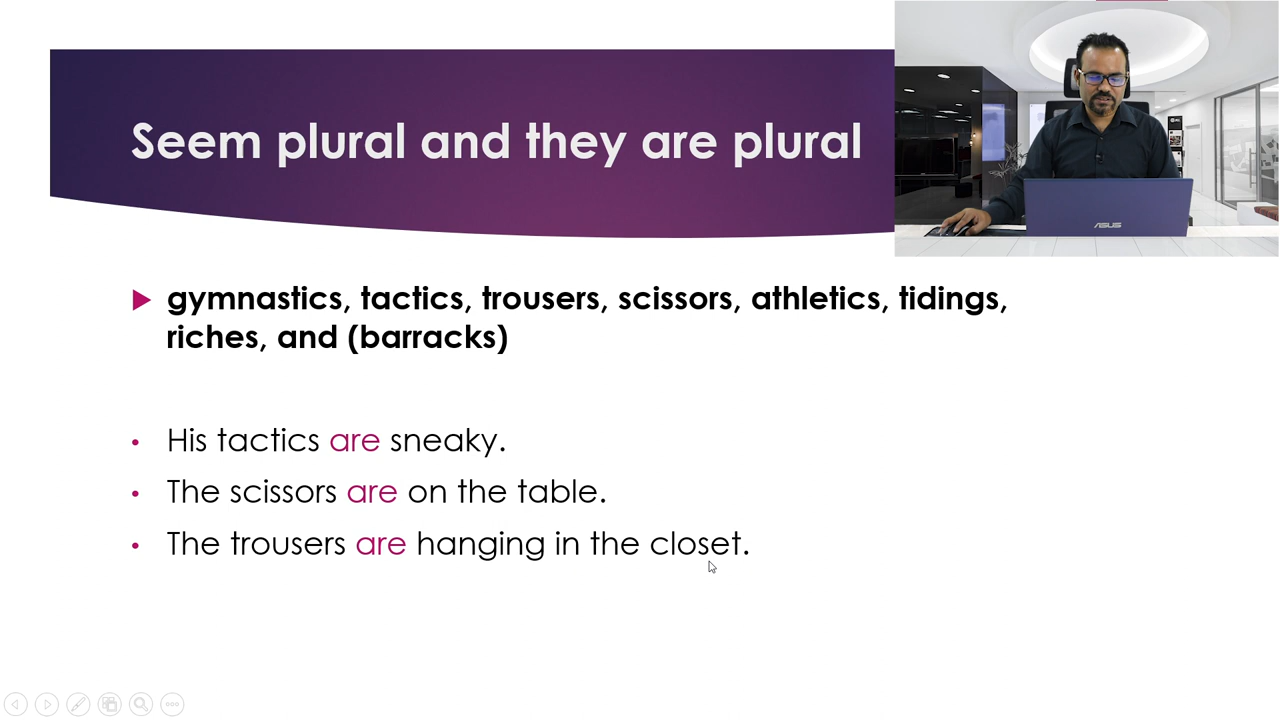 Seem plural and they are plural
gymnastics, tactics, trousers, scissors, athletics, tidings,
riches, and (barracks)
His tactics are sneaky.
The scissors are on the table.
The trousers are hanging in the closet.
ASUS